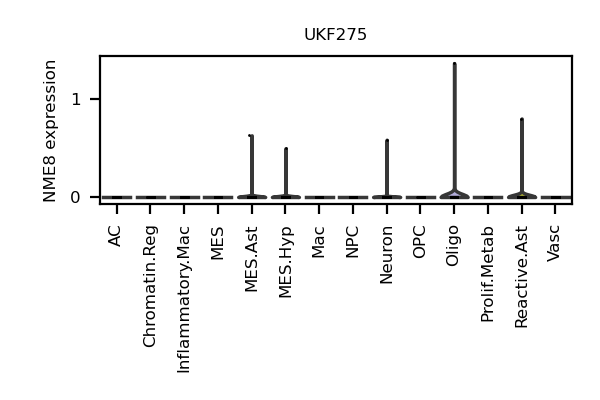 UKF275
NME8 expression
1
0
AC
Chromatin.Reg
Inflammatory.Mac
MES
MES.Ast
MES.Hyp
Mac
NPC
Neuron
OPC
Oligo
Prolif.Metab
Reactive.Ast
Vasc